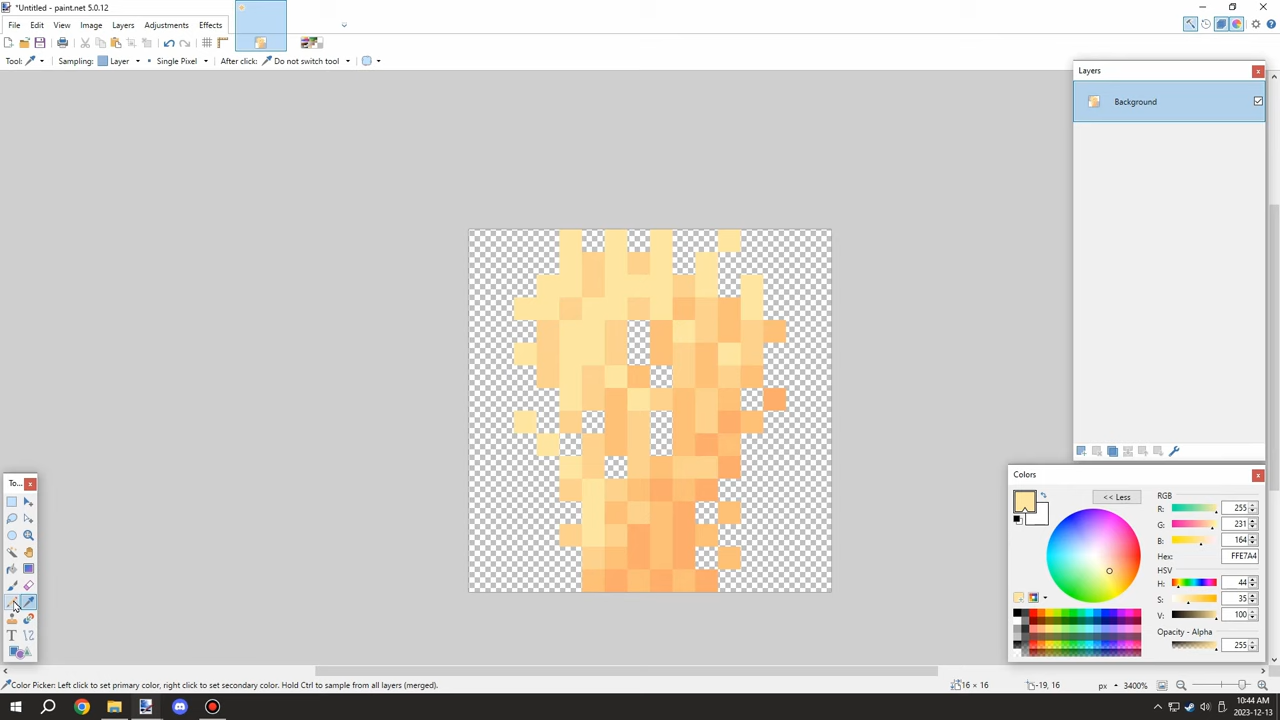 *Untitled - paint.net 5.0.12
File Edit View Image Layers Adjustments Effects
Tool: Sampling: Layer Single Pixel After click: Do not switch tool
Layers
Background
To...
Colors
<< Less
RGB
R: 255
G: 231
B: 164
Hex: FFE7A4
HSV
H: 44
S: 35
V: 100
Opacity - Alpha
255
Color Picker: Left click to set primary color, right click to set secondary color. Hold Ctrl to sample from all layers (merged).
16 × 16
-19, 16
px
3400%
10:44 AM
2023-12-13